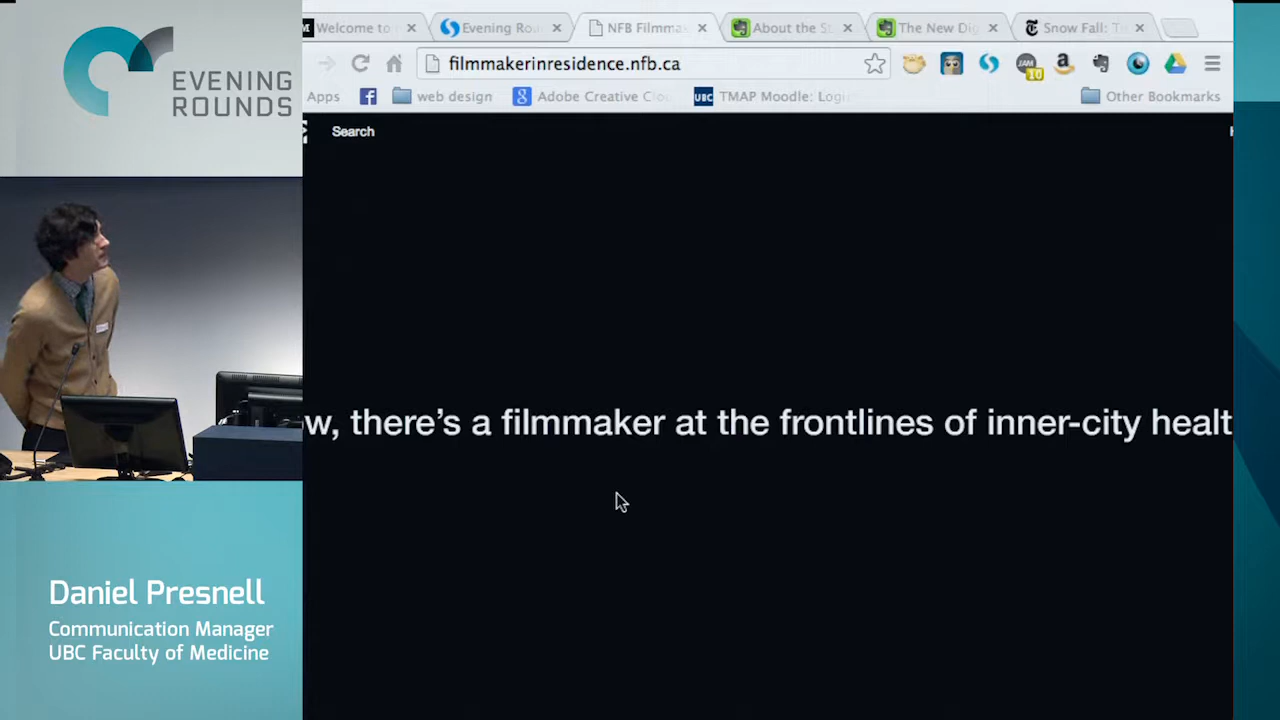 EVENING
ROUNDS
Welcome to
Evening Rou
NFB Filmma
About the St
The New Dig
Snow Fall: T
filmmakerinresidence.nfb.ca
JAM
10
Apps
web design
Adobe Creative Clo
UBC
TMAP Moodle: Logi
Other Bookmarks
Search
w, there's a filmmaker at the frontlines of inner-city healt
Daniel Presnell
Communication Manager
UBC Faculty of Medicine